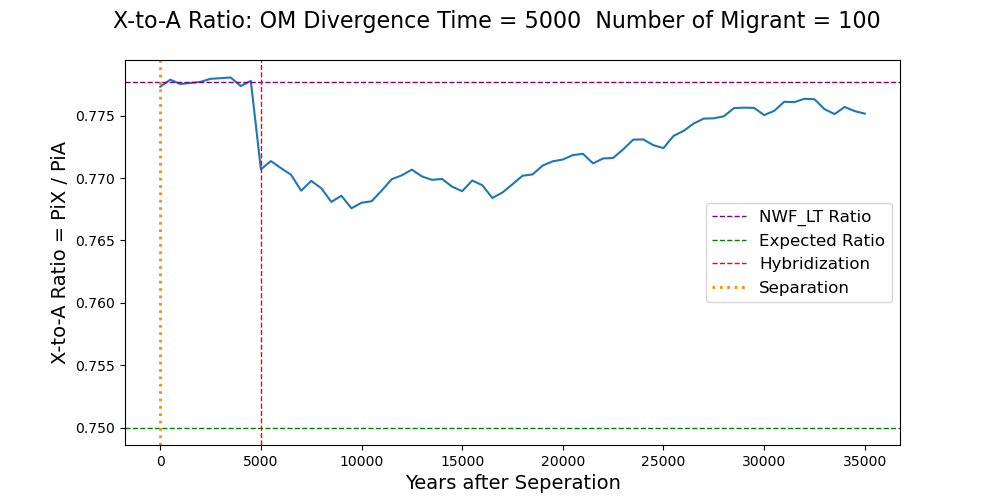 X-to-A Ratio: OM Divergence Time = 5000  Number of Migrant = 100
X-to-A Ratio = PiX / PiA
0.775
0.770
0.765
0.760
0.755
0.750
NWF_LT Ratio
Expected Ratio
Hybridization
Separation
0 5000 10000 15000 20000 25000 30000 35000
Years after Seperation